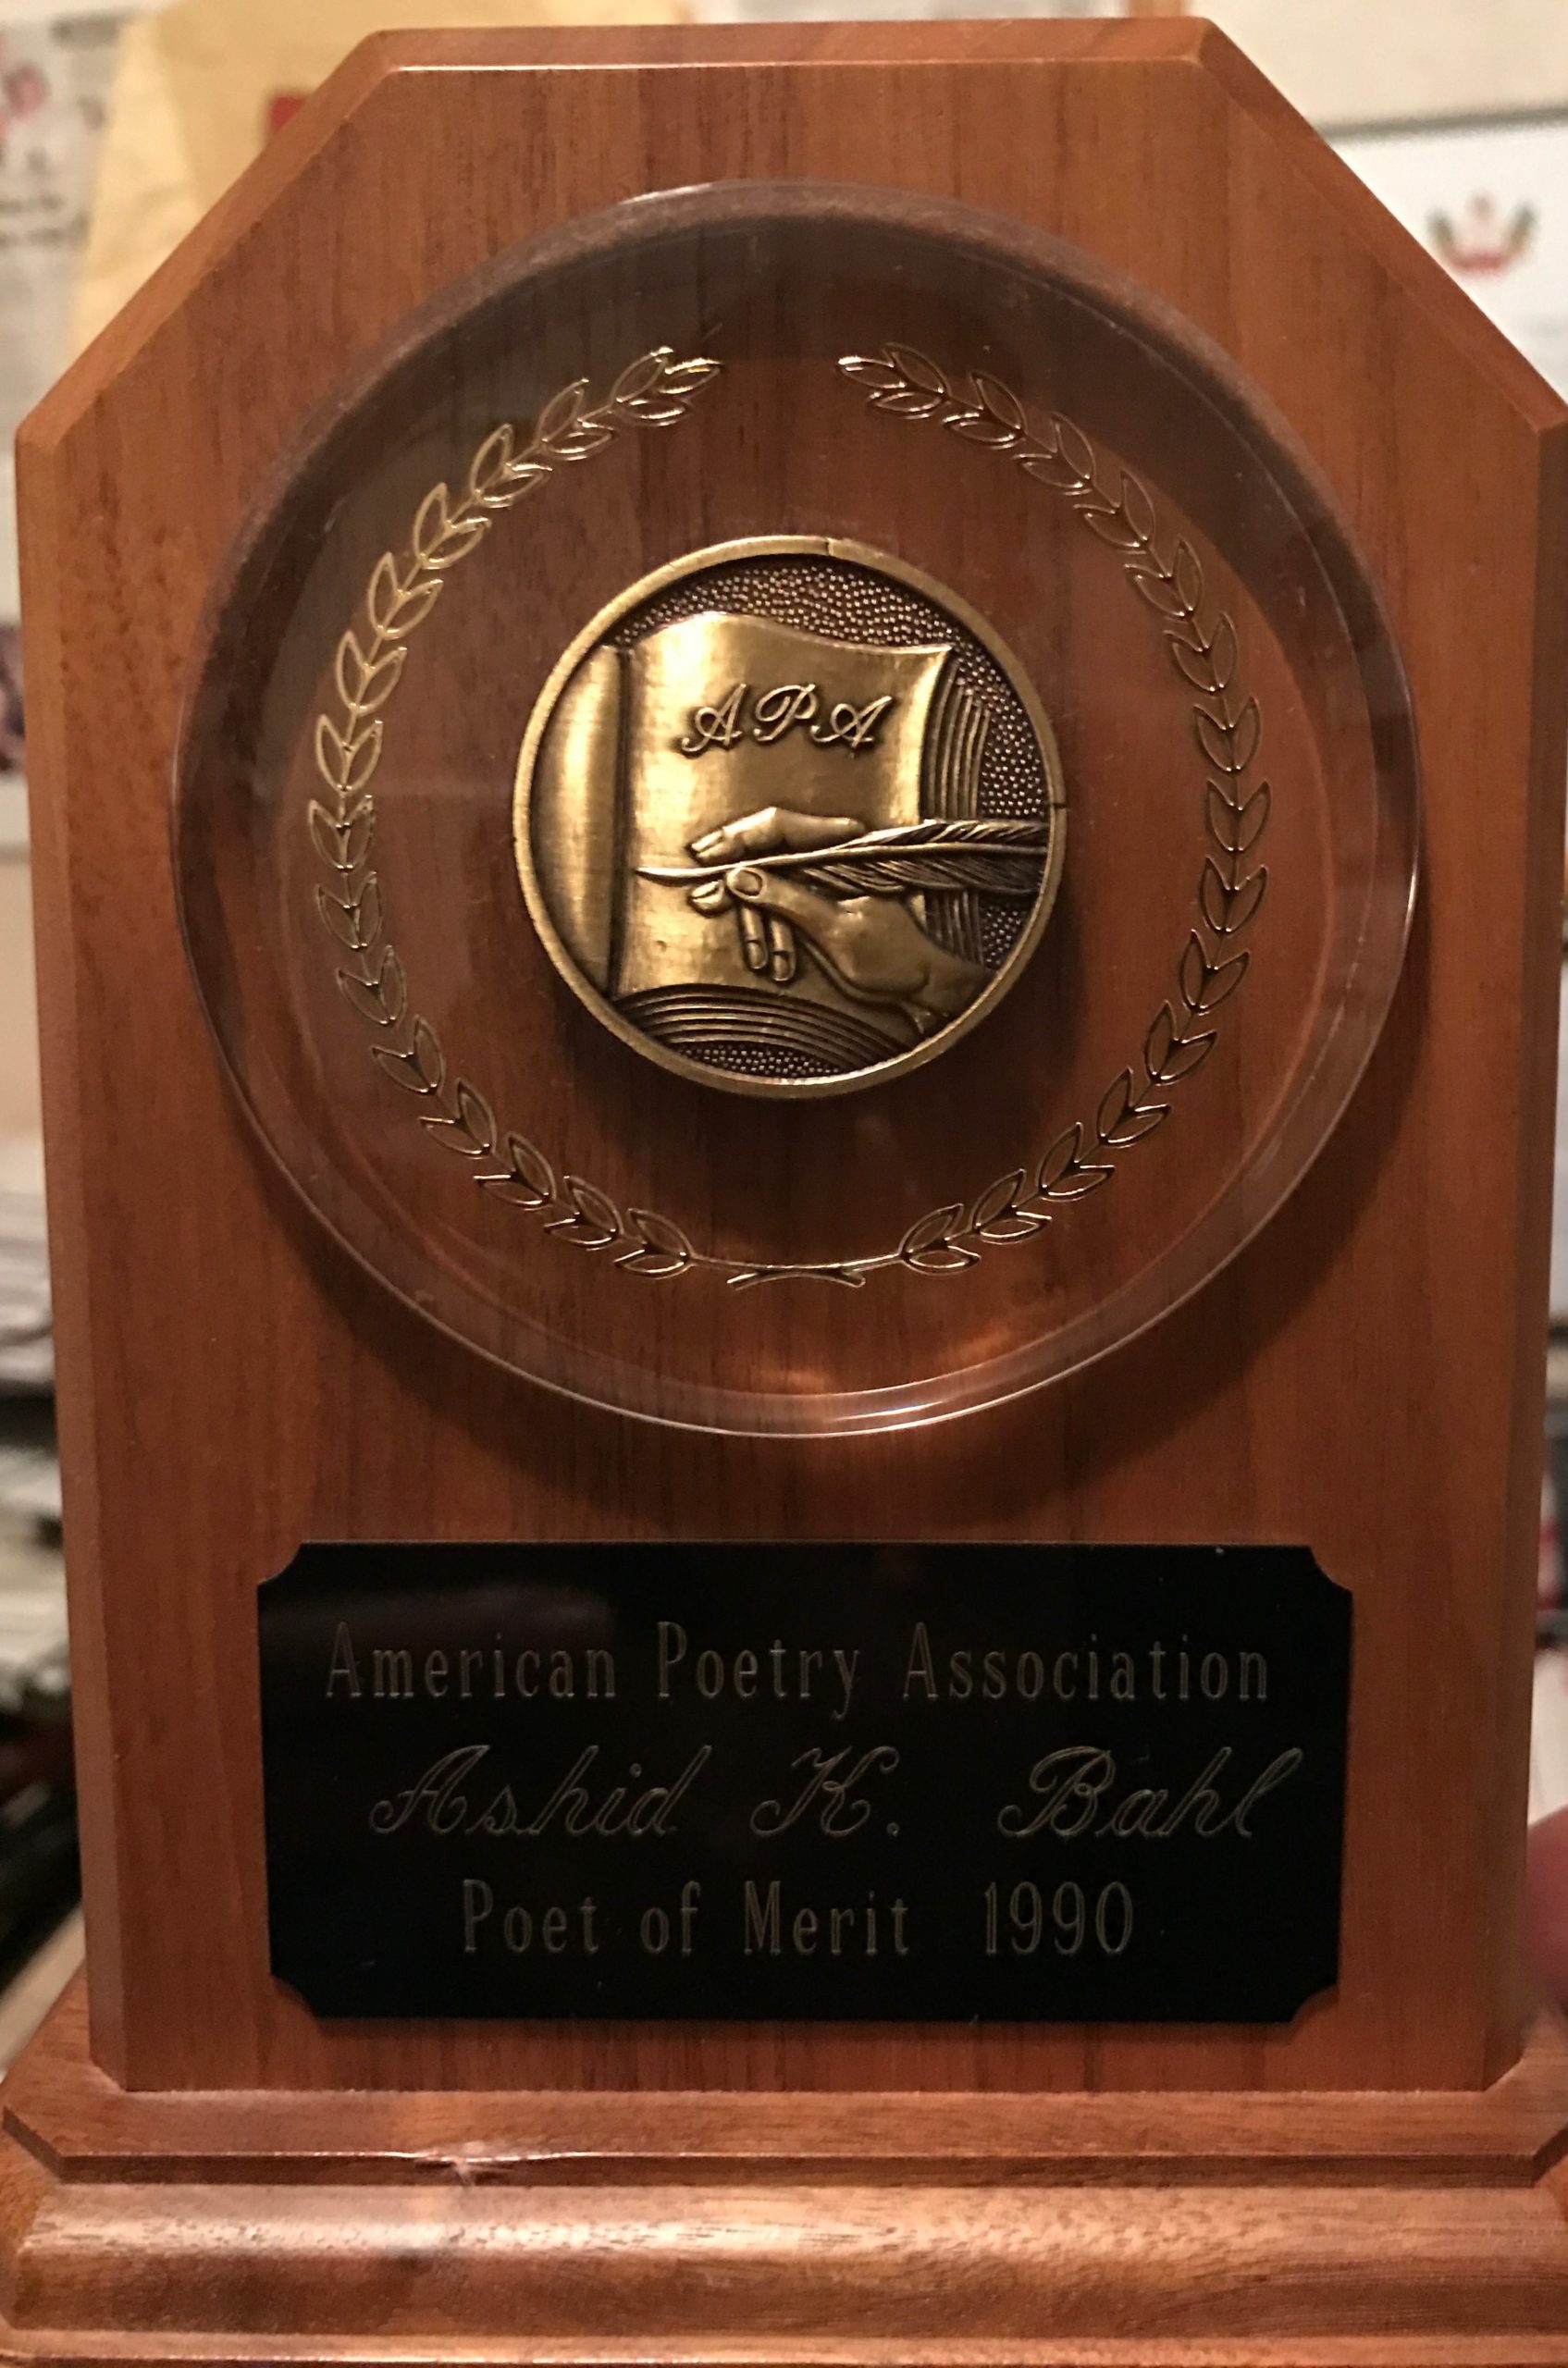 APA
American Poetry Association
Ashid K. Bahl
Poet of Merit 1990